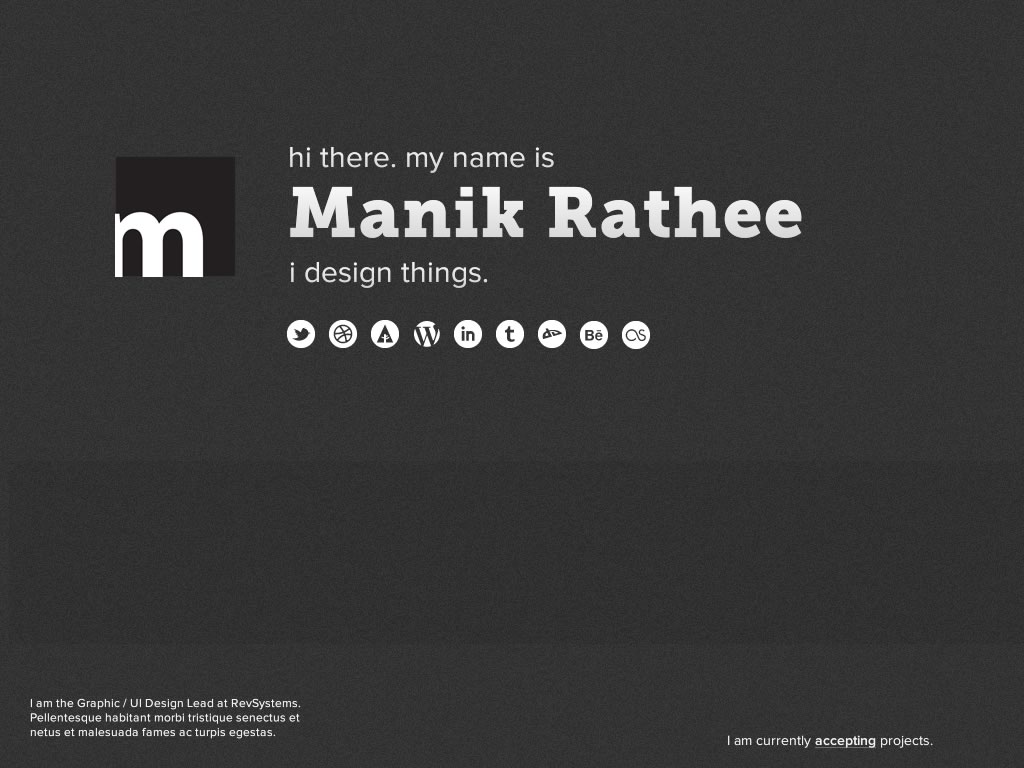 hi there. my name is
m
Manik Rathee
i design things.
in t Bē
I am the Graphic / UI Design Lead at RevSystems.
Pellentesque habitant morbi tristique senectus et
netus et malesuada fames ac turpis egestas.
I am currently accepting projects.